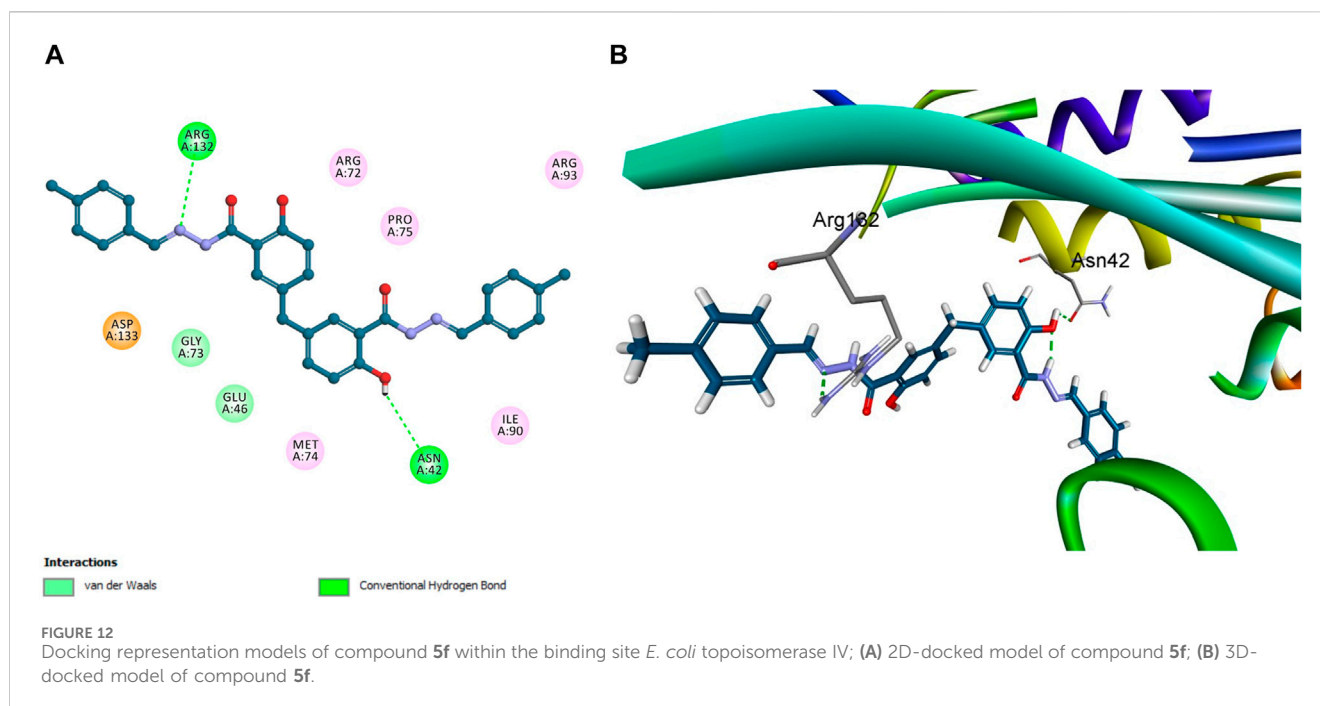 A
B
ARG
A:132
ARG
A:72
ARG
A:93
PRO
A:75
ASP
A:133
GLY
A:73
GLU
A:46
MET
A:74
ILE
A:90
ASN
A:42
Arg132
Asn42
Interactions
van der Waals
Conventional Hydrogen Bond
FIGURE 12
Docking representation models of compound 5f within the binding site E. coli topoisomerase IV; (A) 2D-docked model of compound 5f; (B) 3D-
docked model of compound 5f.